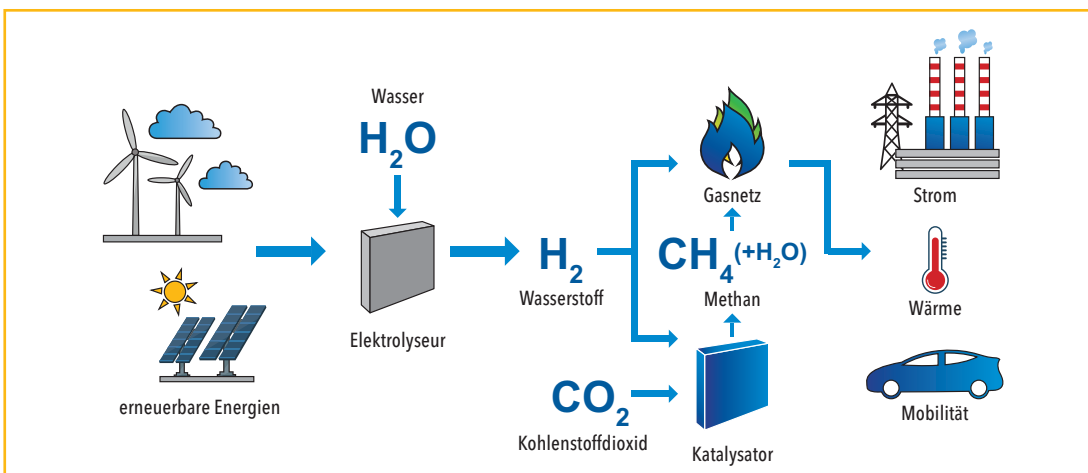 Wasser
H₂O
Elektrolyseur
erneuerbare Energien
H₂
Wasserstoff
CO₂
Kohlenstoffdioxid
Gasnetz
CH₄(+H₂O)
Methan
Katalysator
Strom
Wärme
Mobilität